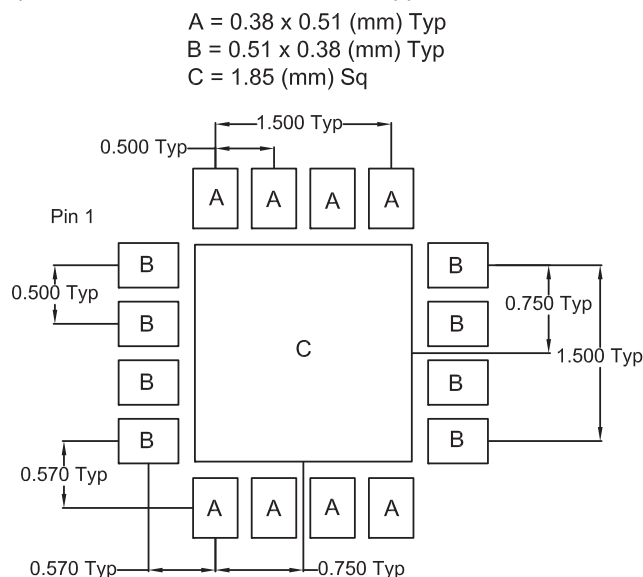 A = 0.38 x 0.51 (mm) Typ
B = 0.51 x 0.38 (mm) Typ
C = 1.85 (mm) Sq
1.500 Typ
0.500 Typ
A A A A
Pin 1
B B
0.500 Typ
0.750 Typ
B B
C
1.500 Typ
B B
B B
0.570 Typ
A A A A
0.570 Typ
0.750 Typ